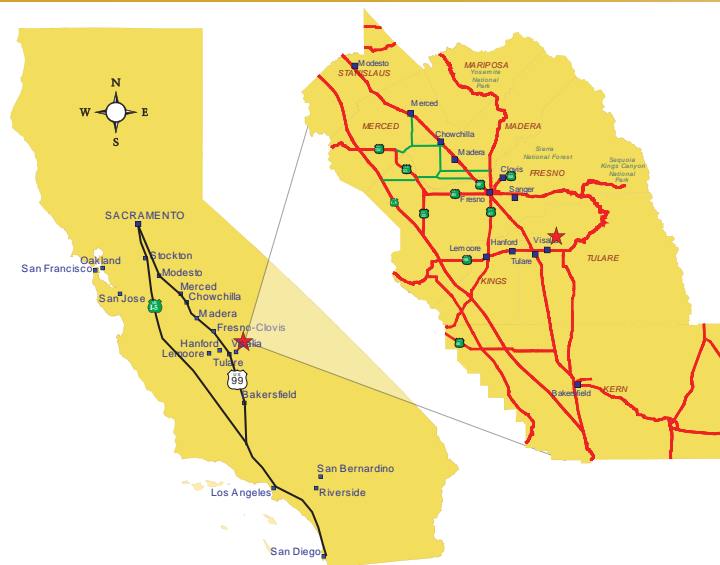 N
W E
S
SACRAMENTO
Stockton
Oakland
San Francisco
Modesto
Merced
San Jose
Chowchilla
I-5
Madera
Fresno-Clovis
Hanford
Visalia
Lemoore
Tulare
99
Bakersfield
San Bernardino
Los Angeles
Riverside
San Diego
Modesto
STANISLAUS
MARIPOSA
Yosemite
National
Park
Merced
MERCED
MADERA
Chowchilla
Madera
Sierra
National Forest
Sequoia
Kings Canyon
National
Park
Clovis
FRESNO
Sanger
Fresno
Lemoore
Hanford
Visalia
Tulare
TULARE
KINGS
Bakersfield
KERN